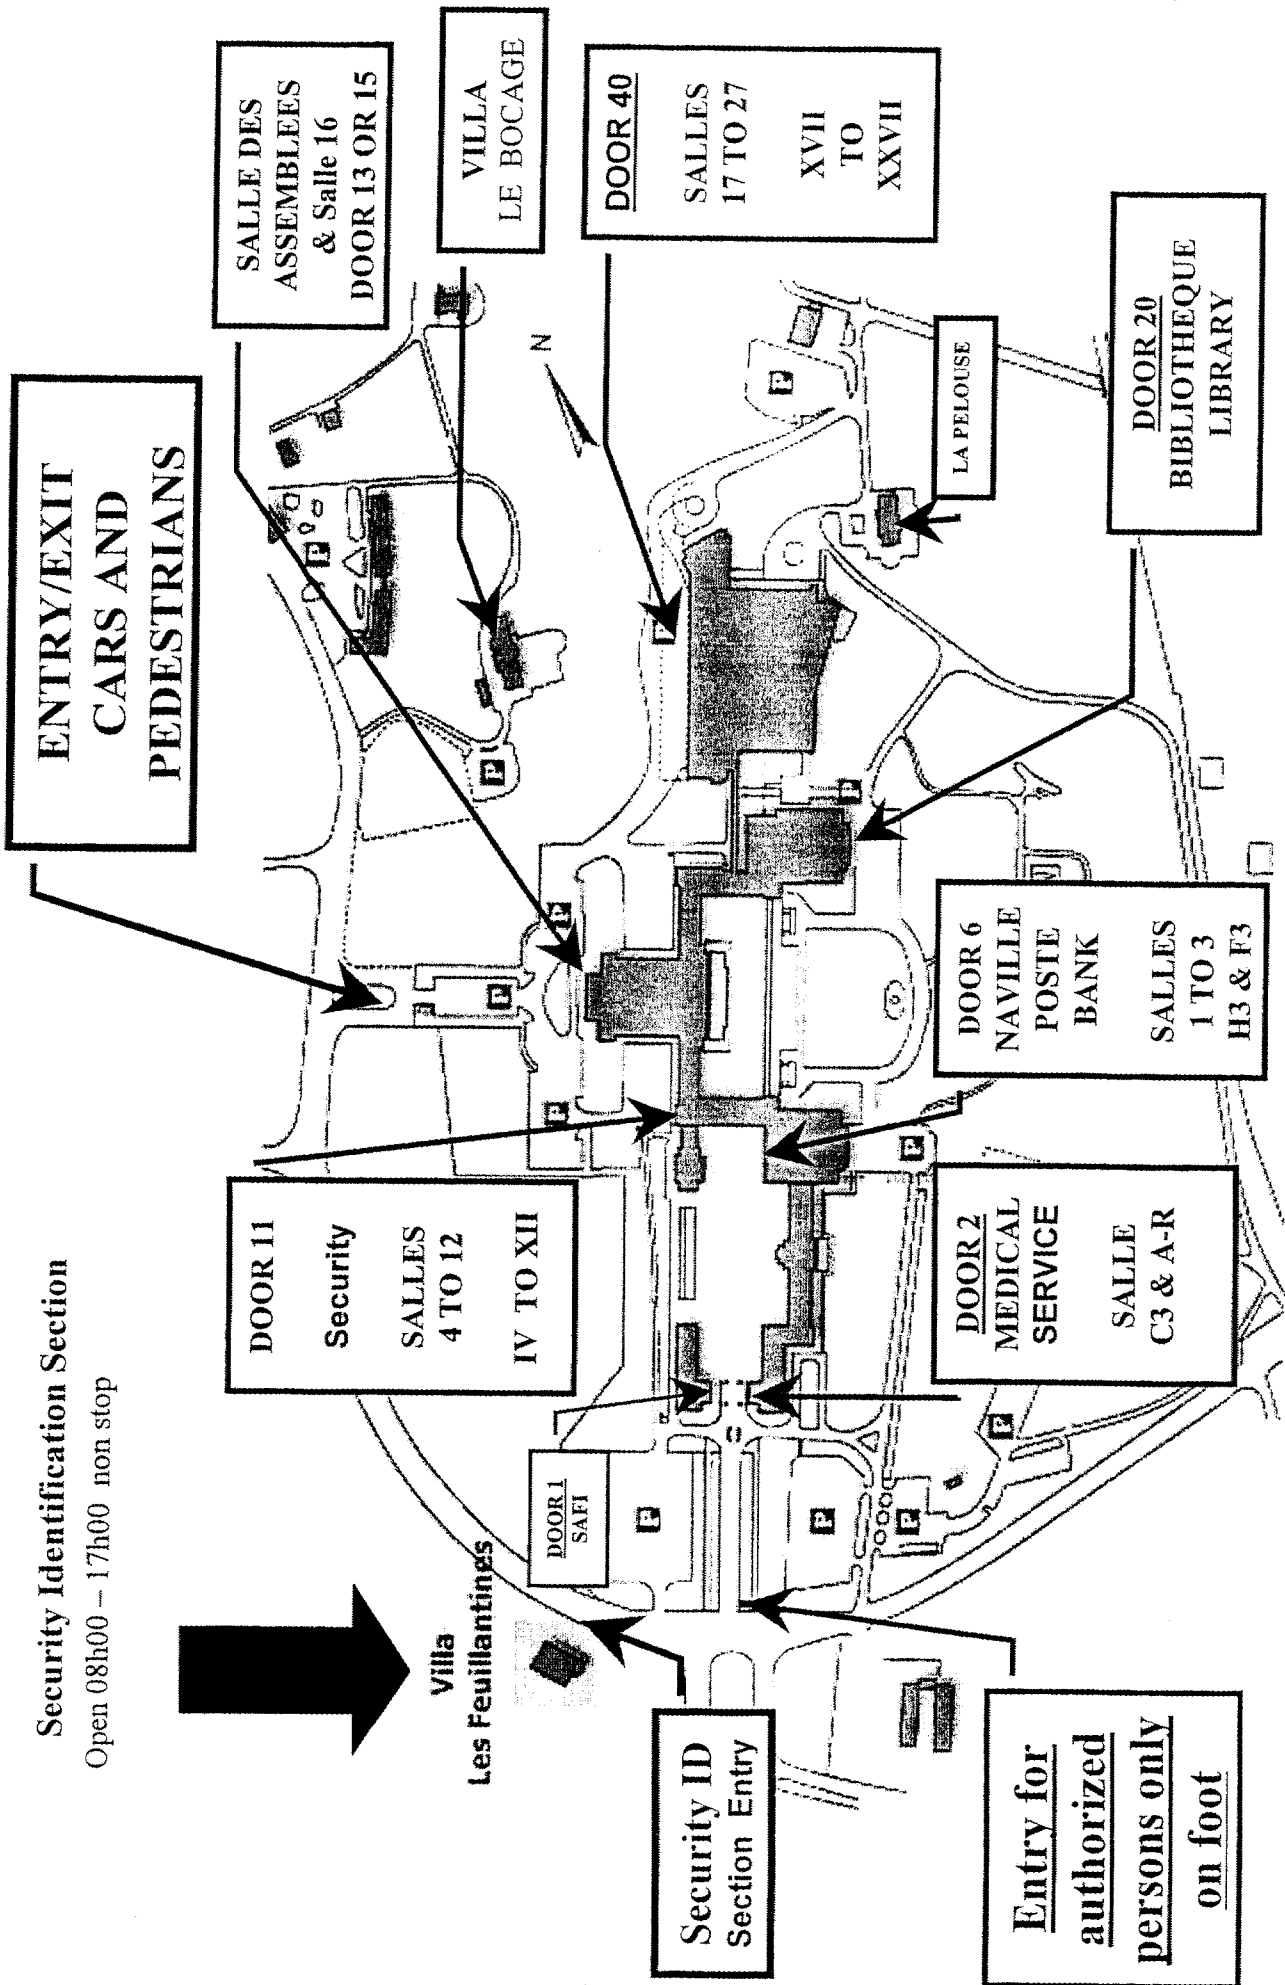 Security Identification Section
Open 08h00 – 17h00 non stop
ENTRY/EXIT
CARS AND
PEDESTRIANS
SALLE DES
ASSEMBLEES
& Salle 16
DOOR 13 OR 15
VILLA
LE BOCAGE
DOOR 40
SALLES
17 TO 27
XVII
TO
XXVII
N
DOOR 11
Security
SALLES
4 TO 12
IV TO XII
Villa
Les Feuillantines
DOOR 1
SAFI
P
P
P
P
P
P
P
P
P
P
P
P
P
P
LA PELOUSE
DOOR 20
BIBLIOTHEQUE
LIBRARY
Security ID
Section Entry
Entry for
authorized
persons only
on foot
DOOR 2
MEDICAL
SERVICE
SALLE
C3 & A-R
DOOR 6
NAVILLE
POSTE
BANK
SALLES
1 TO 3
H3 & F3